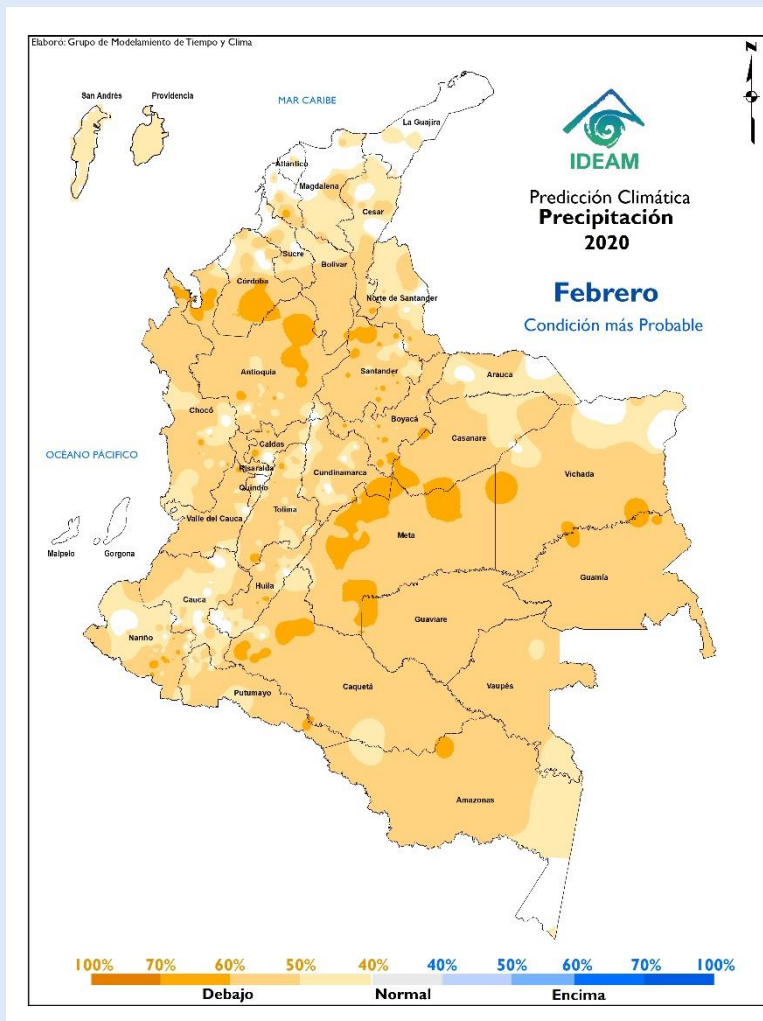 Elaboró: Grupo de Modelamiento de Tiempo y Clima
N
San Andrés
Providencia
MAR CARIBE
La Guajira
IDEAM
Atlántico
Magdalena
Cesar
Predicción Climática
Precipitación
2020
Sucre
Bolívar
Córdoba
Norte de Santander
Febrero
Condición más Probable
Antioquia
Santander
Arauca
Chocó
Boyacá
Casanare
OCÉANO PÁCIFICO
Caldas
Risaralda
Cundinamarca
Vichada
Quindío
Tolima
Valle del Cauca
Meta
Malpelo
Gorgona
Huila
Guainía
Cauca
Guaviare
Nariño
Putumayo
Caquetá
Vaupés
Amazonas
100% 70% 60% 50% 40% 40% 50% 60% 70% 100%
Debajo Normal Encima